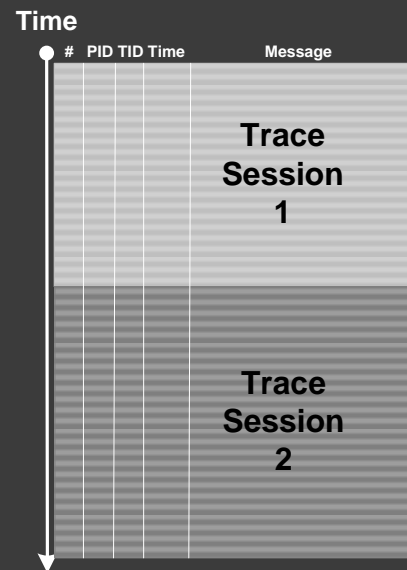 Time
# PID TID Time Message
Trace
Session
1
Trace
Session
2